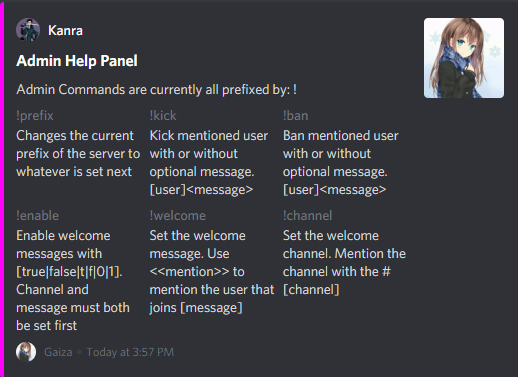 Kanra
Admin Help Panel
Admin Commands are currently all prefixed by: !
!prefix
Changes the current
prefix of the server to
whatever is set next
!kick
Kick mentioned user
with or without
optional message.
[user]<message>
!ban
Ban mentioned user
with or without
optional message.
[user]<message>
!enable
Enable welcome
messages with
[true|false|t|f|0|1].
Channel and
message must both
be set first
!welcome
Set the welcome
message. Use
<<mention>> to
mention the user that
joins [message]
!channel
Set the welcome
channel. Mention the
channel with the #
[channel]
Gaiza • Today at 3:57 PM